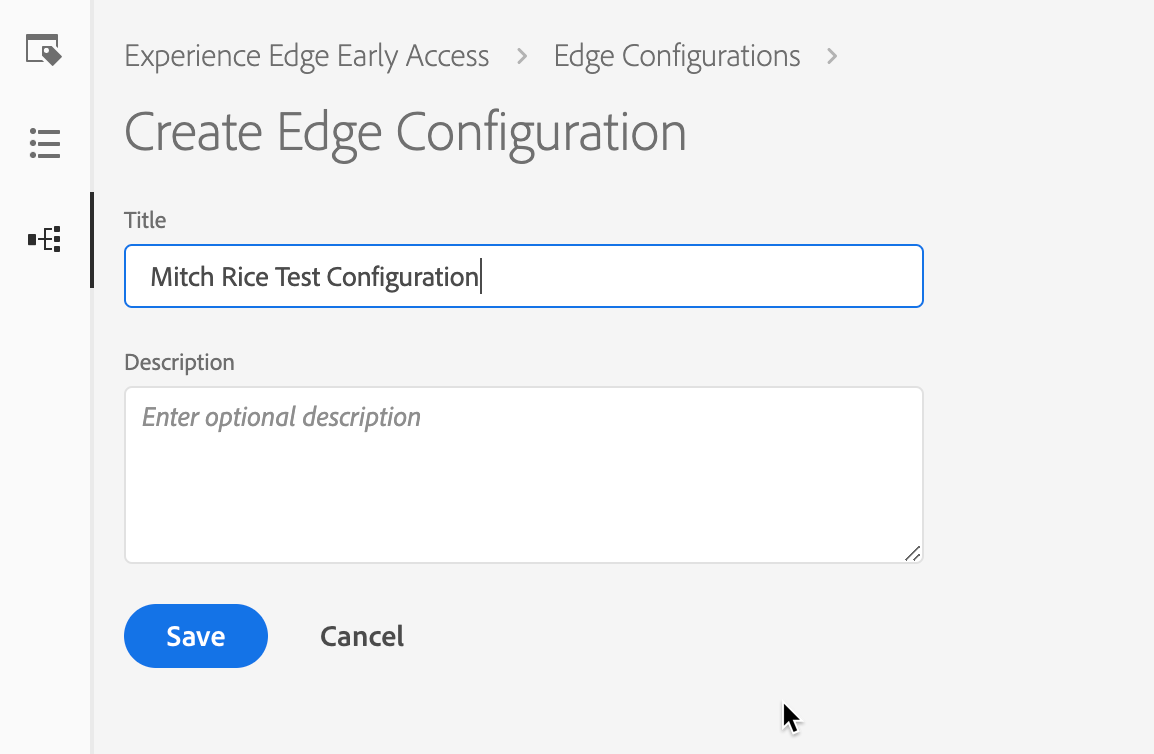 Experience Edge Early Access > Edge Configurations >
Create Edge Configuration
Title
Mitch Rice Test Configuration
Description
Enter optional description
Save Cancel